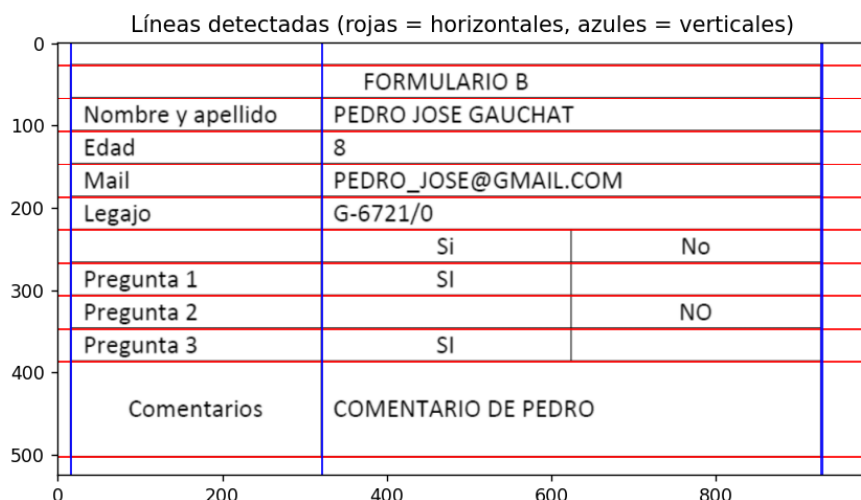 Líneas detectadas (rojas = horizontales, azules = verticales)
0
FORMULARIO B
100
Nombre y apellido PEDRO JOSE GAUCHAT
Edad 8
Mail PEDRO_JOSE@GMAIL.COM
200
Legajo G-6721/0
Si No
300
Pregunta 1 SI
Pregunta 2 NO
Pregunta 3 SI
400
Comentarios COMENTARIO DE PEDRO
500
0 200 400 600 800